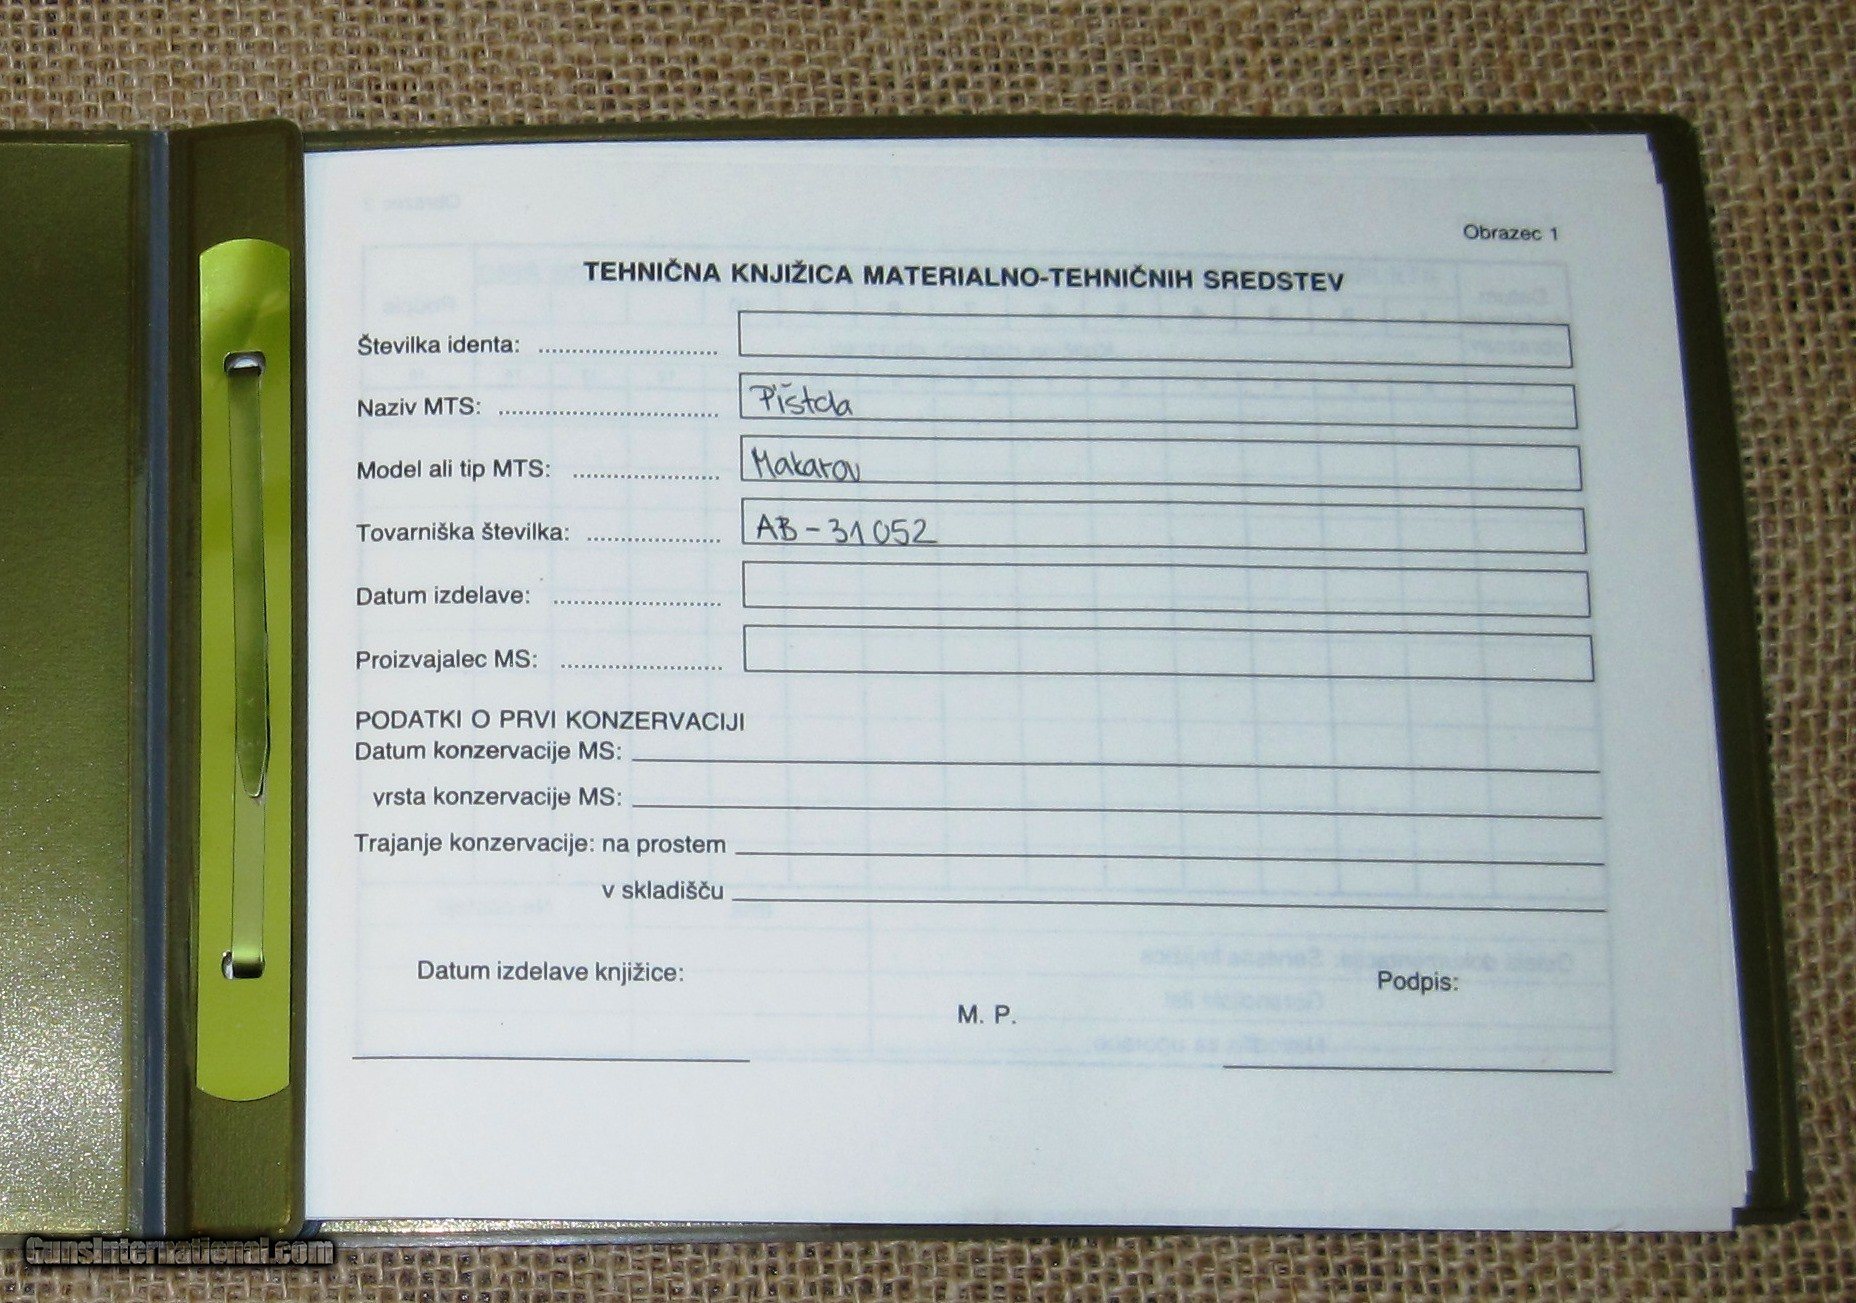 Obrazec 1
TEHNIČNA KNJIŽICA MATERIALNO-TEHNIČNIH SREDSTEV
Številka identa: ..............................
Naziv MTS: ..................................... Pištola
Model ali tip MTS: ......................... Makarov
Tovarniška številka: ....................... AB - 31 052
Datum izdelave: .............................
Proizvajalec MS: ...........................
PODATKI O PRVI KONZERVACIJI
Datum konzervacije MS:
vrsta konzervacije MS:
Trajanje konzervacije: na prostem
v skladišču
Datum izdelave knjižice:
Podpis:
M. P.
GunsInternational.com